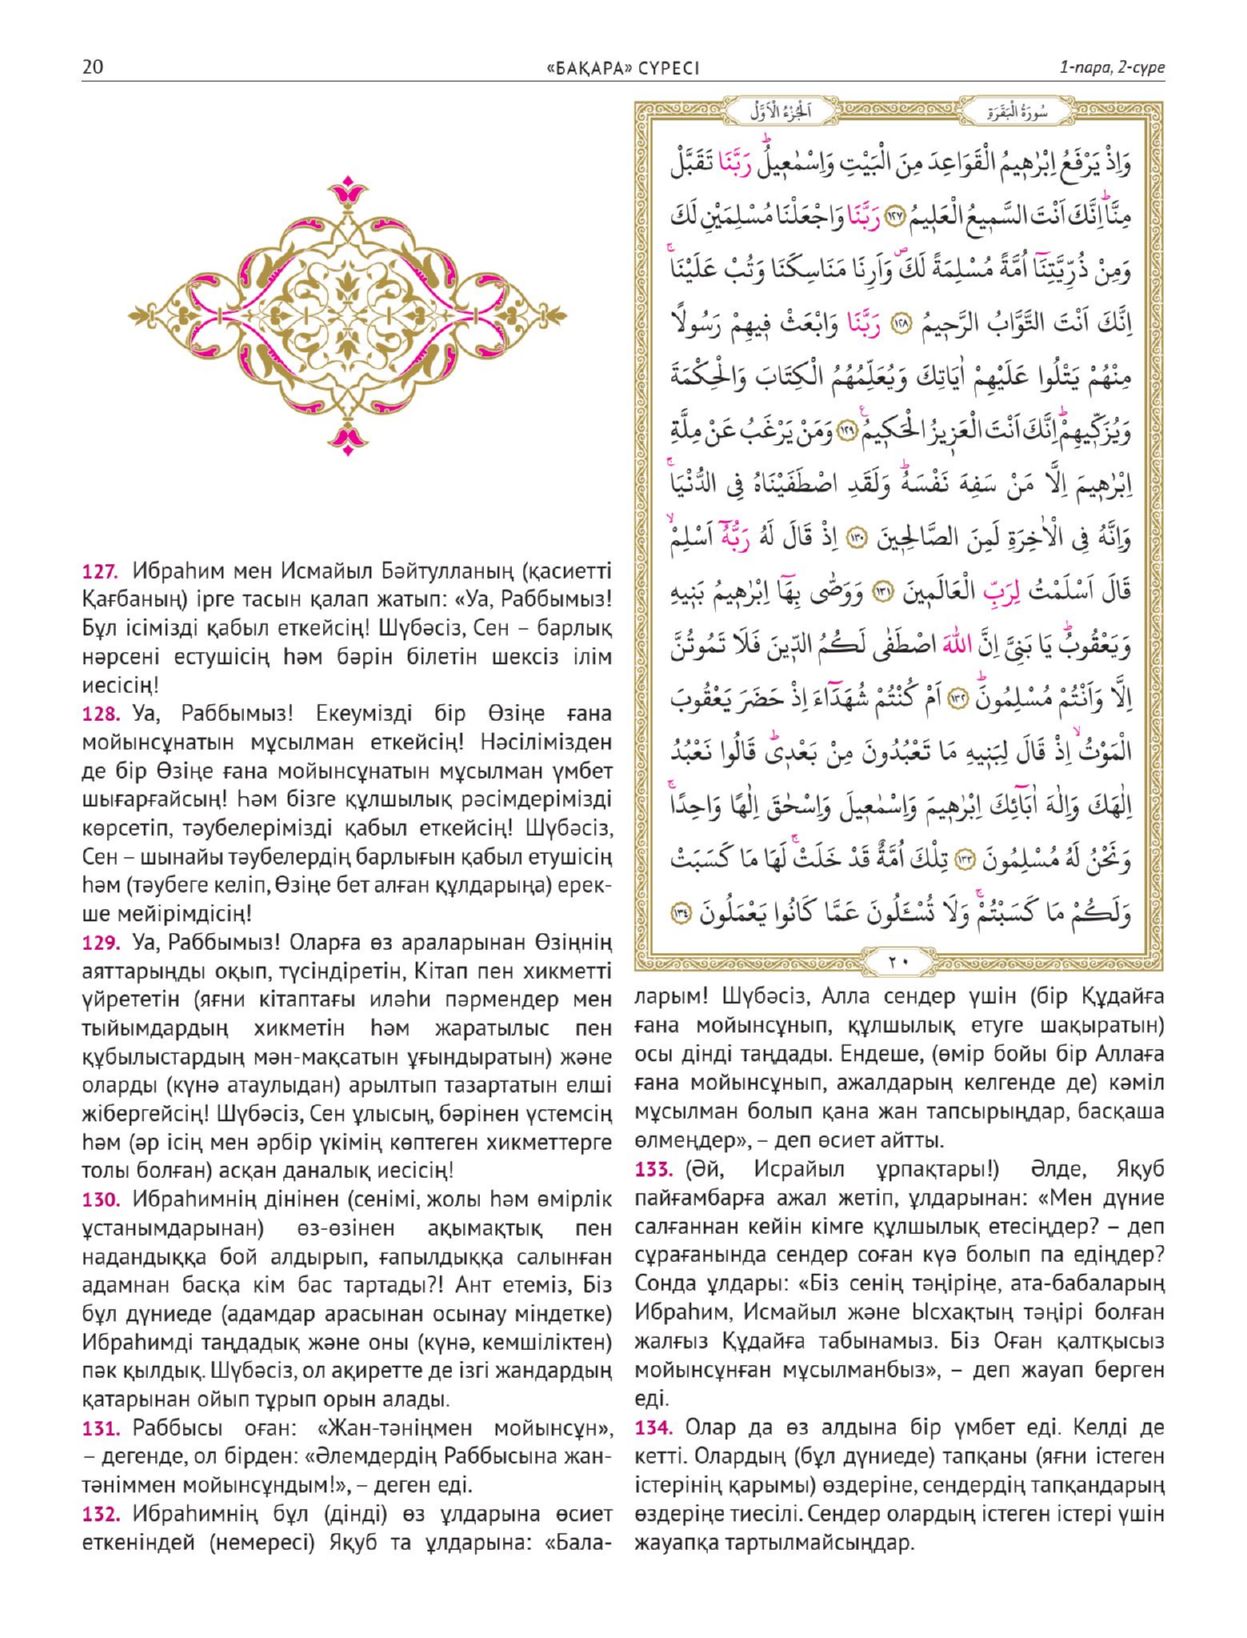 20
«БАҚАРА» СҮРЕСІ
1-пара, 2-сүре
127. Ибраһим мен Исмайыл Бәйтулланың (қасиетті
Қағбаның) ірге тасын қалап жатып: «Уа, Раббымыз!
Бұл ісімізді қабыл еткейсің! Шүбәсіз, Сен – барлық
нәрсені естушісің һәм бәрін білетін шексіз ілім
иесісің!
128. Уа, Раббымыз! Екеумізді бір Өзіңе ғана
мойынсұнатын мұсылман еткейсің! Нәсілімізден
де бір Өзіңе ғана мойынсұнатын мұсылман үмбет
шығарғайсың! Һәм бізге құлшылық рәсімдерімізді
көрсетіп, тәубелерімізді қабыл еткейсің! Шүбәсіз,
Сен – шынайы тәубелердің барлығын қабыл етушісің
һәм (тәубеге келіп, Өзіңе бет алған құлдарыңа) ерек-
ше мейірімдісің!
129. Уа, Раббымыз! Оларға өз араларынан Өзіңнің
аяттарыңды оқып, түсіндіретін, Кітап пен хикметті
үйрететін (яғни кітаптағы иләһи пәрмендер мен
тыйымдардың хикметін һәм жаратылыс пен
құбылыстардың мән-мақсатын ұғындыратын) және
оларды (күнә атаулыдан) арылтып тазартатын елші
жібергейсің! Шүбәсіз, Сен ұлысың, бәрінен үстемсің
һәм (әр ісің мен әрбір үкімің көптеген хикметтерге
толы болған) асқан даналық иесісің!
130. Ибраһимнің дінінен (сенімі, жолы һәм өмірлік
ұстанымдарынан) өз-өзінен ақымақтық пен
надандыққа бой алдырып, ғапылдыққа салынған
адамнан басқа кім бас тартады?! Ант етеміз, Біз
бұл дүниеде (адамдар арасынан осынау міндетке)
Ибраһимді таңдадық және оны (күнә, кемшіліктен)
пәк қылдық. Шүбәсіз, ол ақиретте де ізгі жандардың
қатарынан ойып тұрып орын алады.
131. Раббысы оған: «Жан-тәніңмен мойынсұн»,
– дегенде, ол бірден: «Әлемдердің Раббысына жан-
тәніммен мойынсұндым!», – деген еді.
132. Ибраһимнің бұл (дінді) өз ұлдарына өсиет
еткеніндей (немересі) Яқуб та ұлдарына: «Бала-
سُورَةُ الْبَقَرَةِ
اَلْجُزْءُ الْاَوَّلُ
وَاِذْ يَرْفَعُ اِبْرٰه۪يمُ الْقَوَاعِدَ مِنَ الْبَيْتِ وَاِسْمٰع۪يلُۜ رَبَّنَا تَقَبَّلْ
مِنَّاۜ اِنَّكَ اَنْتَ السَّم۪يعُ الْعَل۪يمُ ﴿١٢٧﴾ رَبَّنَا وَاجْعَلْنَا مُسْلِمَيْنِ لَكَ
وَمِنْ ذُرِّيَّتِنَٓا اُمَّةً مُسْلِمَةً لَكَۖ وَاَرِنَا مَنَاسِكَنَا وَتُبْ عَلَيْنَاۚ
اِنَّكَ اَنْتَ التَّوَّابُ الرَّح۪يمُ ﴿١٢٨﴾ رَبَّنَا وَابْعَثْ ف۪يهِمْ رَسُولًا
مِنْهُمْ يَتْلُوا عَلَيْهِمْ اٰيَاتِكَ وَيُعَلِّمُهُمُ الْكِتَابَ وَالْحِكْمَةَ
وَيُزَكّ۪يهِمْۜ اِنَّكَ اَنْتَ الْعَز۪يزُ الْحَك۪يمُ۟ ﴿١٢٩﴾ وَمَنْ يَرْغَبُ عَنْ مِلَّةِ
اِبْرٰه۪يمَ اِلَّا مَنْ سَفِهَ نَفْسَهُۜ وَلَقَدِ اصْطَفَيْنَاهُ فِي الدُّنْيَاۚ
وَاِنَّهُ فِي الْاٰخِرَةِ لَمِنَ الصَّالِح۪ينَ ﴿١٣٠﴾ اِذْ قَالَ لَهُ رَبُّهُٓ اَسْلِمْۙ
قَالَ اَسْلَمْتُ لِرَبِّ الْعَالَم۪ينَ ﴿١٣١﴾ وَوَصّٰى بِهَٓا اِبْرٰه۪يمُ بَن۪يهِ
وَيَعْقُوبُۜ يَا بَنِيَّ اِنَّ اللّٰهَ اصْطَفٰى لَكُمُ الدّ۪ينَ فَلَا تَمُوتُنَّ
اِلَّا وَاَنْتُمْ مُسْلِمُونَۜ ﴿١٣٢﴾ اَمْ كُنْتُمْ شُهَدَٓاءَ اِذْ حَضَرَ يَعْقُوبَ
الْمَوْتُۙ اِذْ قَالَ لِبَن۪يهِ مَا تَعْبُدُونَ مِنْ بَعْد۪يۜ قَالُوا نَعْبُدُ
اِلٰهَكَ وَاِلٰهَ اٰبَٓائِكَ اِبْرٰه۪يمَ وَاِسْمٰع۪يلَ وَاِسْحٰقَ اِلٰهًا وَاحِدًاۚ
وَنَحْنُ لَهُ مُسْلِمُونَ ﴿١٣٣﴾ تِلْكَ اُمَّةٌ قَدْ خَلَتْۚ لَهَا مَا كَسَبَتْ
وَلَكُمْ مَا كَسَبْتُمْۚ وَلَا تُسْـَٔلُونَ عَمَّا كَانُوا يَعْمَلُونَ ﴿١٣٤﴾
٢٠
ларым! Шүбәсіз, Алла сендер үшін (бір Құдайға
ғана мойынсұнып, құлшылық етуге шақыратын)
осы дінді таңдады. Ендеше, (өмір бойы бір Аллаға
ғана мойынсұнып, ажалдарың келгенде де) кәміл
мұсылман болып қана жан тапсырыңдар, басқаша
өлмеңдер», – деп өсиет айтты.
133. (Әй, Исрайыл ұрпақтары!) Әлде, Яқуб
пайғамбарға ажал жетіп, ұлдарынан: «Мен дүние
салғаннан кейін кімге құлшылық етесіңдер? – деп
сұрағанында сендер соған куә болып па едіңдер?
Сонда ұлдары: «Біз сенің тәңіріңе, ата-бабаларың
Ибраһим, Исмайыл және Ысхақтың тәңірі болған
жалғыз Құдайға табынамыз. Біз Оған қалтқысыз
мойынсұнған мұсылманбыз», – деп жауап берген
еді.
134. Олар да өз алдына бір үмбет еді. Келді де
кетті. Олардың (бұл дүниеде) тапқаны (яғни істеген
істерінің қарымы) өздеріне, сендердің тапқандарың
өздеріңе тиесілі. Сендер олардың істеген істері үшін
жауапқа тартылмайсыңдар.